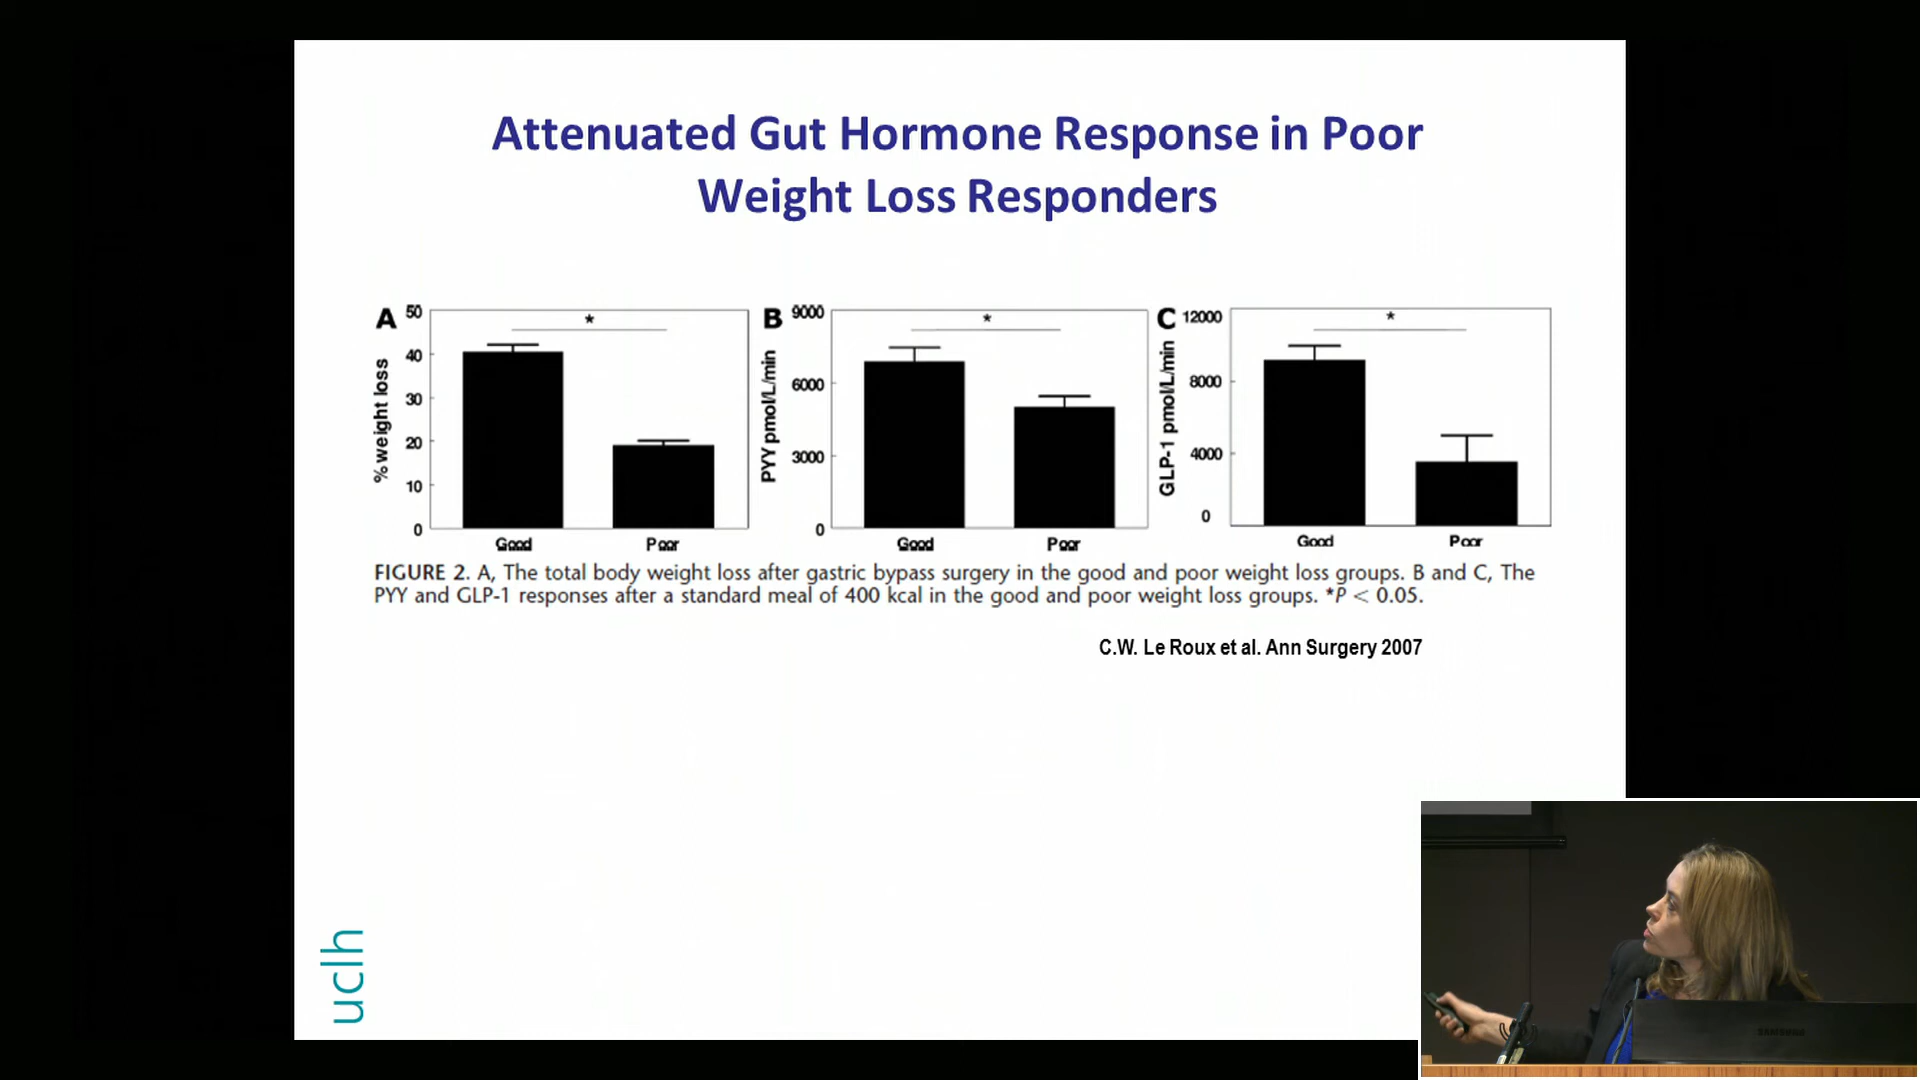 Attenuated Gut Hormone Response in Poor
Weight Loss Responders
A
50
40
30
20
10
0
% weight loss
*
Good
Poor
B
9000
6000
3000
0
PYY pmol/L/min
*
Good
Poor
C
12000
8000
4000
0
GLP-1 pmol/L/min
*
Good
Poor
FIGURE 2. A, The total body weight loss after gastric bypass surgery in the good and poor weight loss groups. B and C, The
PYY and GLP-1 responses after a standard meal of 400 kcal in the good and poor weight loss groups. *P < 0.05.
C.W. Le Roux et al. Ann Surgery 2007
uclh
SAMSUNG